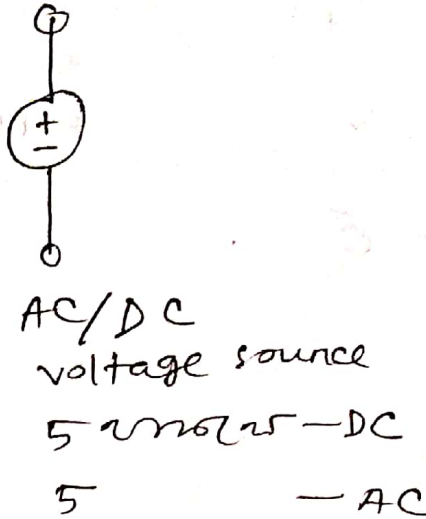 +
−
AC/DC
voltage source
5 — DC
5 — AC